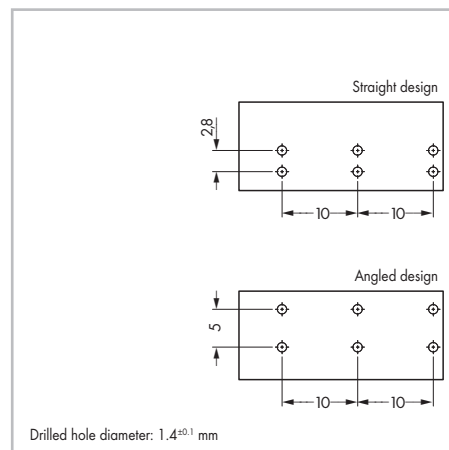 Straight design
2,8
10 10
Angled design
5
10 10
Drilled hole diameter: 1.4±0.1 mm